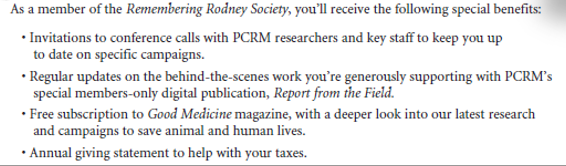 As a member of the Remembering Rodney Society, you'll receive the following special benefits:
• Invitations to conference calls with PCRM researchers and key staff to keep you up
to date on specific campaigns.
• Regular updates on the behind-the-scenes work you're generously supporting with PCRM's
special members-only digital publication, Report from the Field.
• Free subscription to Good Medicine magazine, with a deeper look into our latest research
and campaigns to save animal and human lives.
• Annual giving statement to help with your taxes.